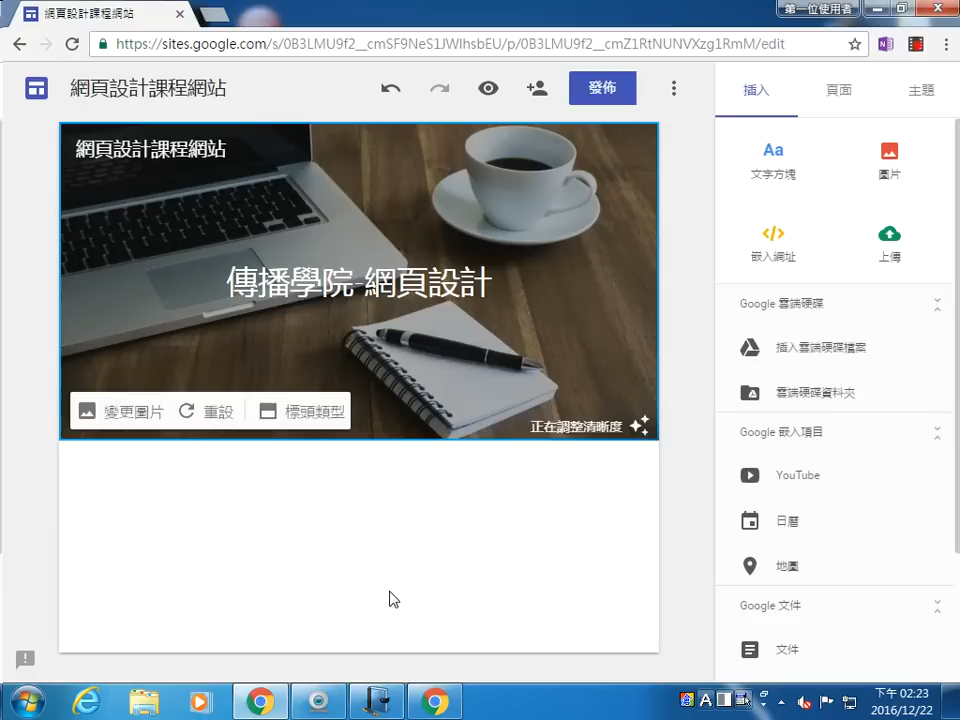 網頁設計課程網站
第一位使用者
https://sites.google.com/s/0B3LMU9f2__cmSF9NeS1JWlhsbEU/p/0B3LMU9f2__cmZ1RtNUNVXzg1RmM/edit
網頁設計課程網站
發佈
插入
頁面
主題
網頁設計課程網站
傳播學院-網頁設計
變更圖片
重設
標頭類型
正在調整清晰度
Aa
文字方塊
圖片
嵌入網址
上傳
Google 雲端硬碟
插入雲端硬碟檔案
雲端硬碟資料夾
Google 嵌入項目
YouTube
日曆
地圖
Google 文件
文件
A
下午 02:23
2016/12/22